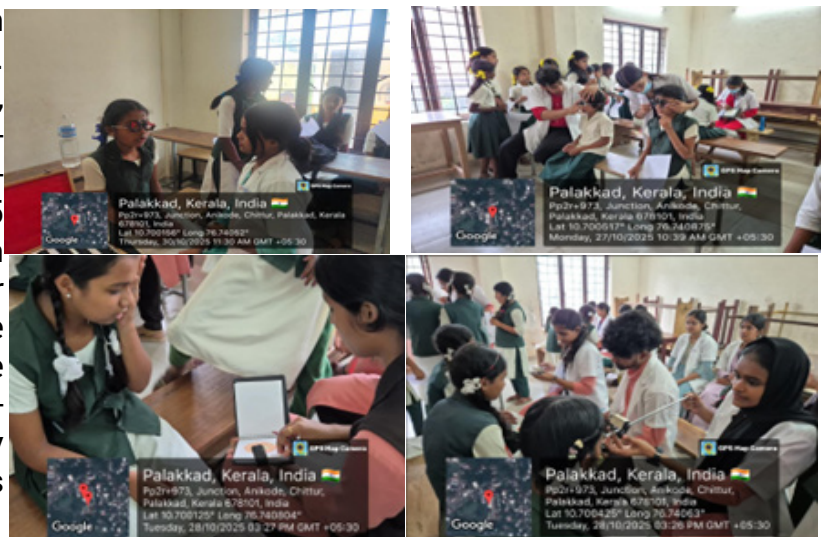 GPS Map Camera
Palakkad, Kerala, India
Pp2r+973, Junction, Anikode, Chittur, Palakkad, Kerala
678101, India
Lat 10.700156° Long 76.74052°
Thursday, 30/10/2025 11:30 AM GMT +05:30
Google
GPS Map Camera
Palakkad, Kerala, India
Pp2r+973, Junction, Anikode, Chittur,
Palakkad, Kerala 678101, India
Lat 10.700517° Long 76.740875°
Monday, 27/10/2025 10:39 AM GMT +05:30
Google
GPS Map Camera
Palakkad, Kerala, India
Pp2r+973, Junction, Anikode, Chittur,
Palakkad, Kerala 678101, India
Lat 10.700125° Long 76.740804°
Tuesday, 28/10/2025 03:27 PM GMT +05:30
Google
GPS Map Camera
Palakkad, Kerala, India
Pp2r+973, Junction, Anikode, Chittur,
Palakkad, Kerala 678101, India
Lat 10.700425° Long 76.74063°
Tuesday, 28/10/2025 03:26 PM GMT +05:30
Google